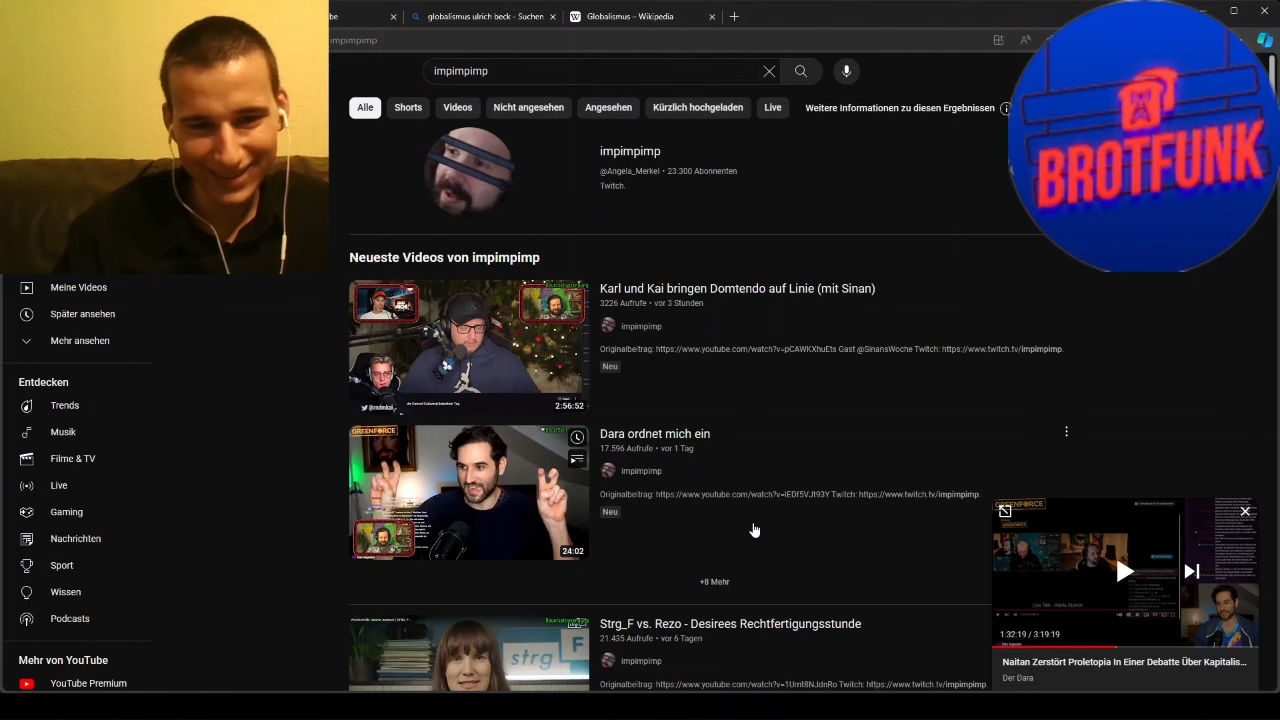 be
globalismus ulrich beck - Suchen
Globalismus – Wikipedia
impimpimp
impimpimp
Alle
Shorts
Videos
Nicht angesehen
Angesehen
Kürzlich hochgeladen
Live
Weitere Informationen zu diesen Ergebnissen
BROTFUNK
impimpimp
@Angela_Merkel • 23.300 Abonnenten
Twitch.
Neueste Videos von impimpimp
Meine Videos
Später ansehen
Mehr ansehen
Entdecken
Trends
Musik
Filme & TV
Live
Gaming
Nachrichten
Sport
Wissen
Podcasts
Mehr von YouTube
YouTube Premium
2:56:52
Karl und Kai bringen Domtendo auf Linie (mit Sinan)
3226 Aufrufe • vor 3 Stunden
impimpimp
Originalbeitrag: https://www.youtube.com/watch?v=pCAWKXhuEts Gast @SinansWoche Twitch: https://www.twitch.tv/impimpimp.
Neu
GREENFORCE
24:02
Dara ordnet mich ein
17.596 Aufrufe • vor 1 Tag
impimpimp
Originalbeitrag: https://www.youtube.com/watch?v=IEDf5VJt93Y Twitch: https://www.twitch.tv/impimpimp.
Neu
+8 Mehr
strg F
Strg_F vs. Rezo - Desirees Rechtfertigungsstunde
21.435 Aufrufe • vor 6 Tagen
impimpimp
Originalbeitrag: https://www.youtube.com/watch?v=1Umt8NJdnRo Twitch: https://www.twitch.tv/impimpimp.
GREENFORCE
1:32:19 / 3:19:19
Naitan Zerstört Proletopia In Einer Debatte Über Kapitalis...
Der Dara